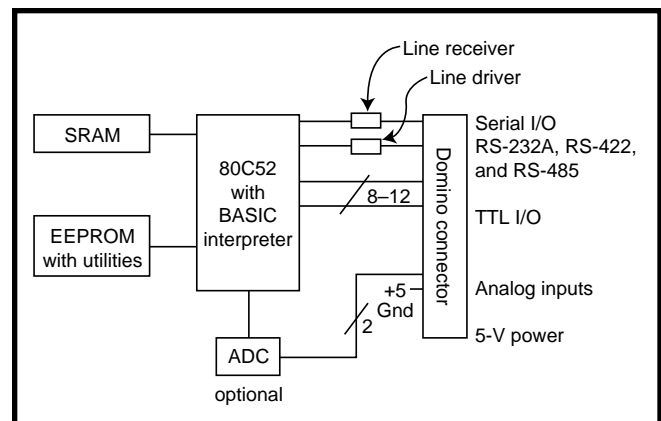 Line receiver
Line driver
SRAM
80C52
with
BASIC
interpreter
EEPROM
with utilities
8–12
Domino connector
Serial I/O
RS-232A, RS-422,
and RS-485
TTL I/O
+5
Gnd
Analog inputs
2
5-V power
ADC
optional